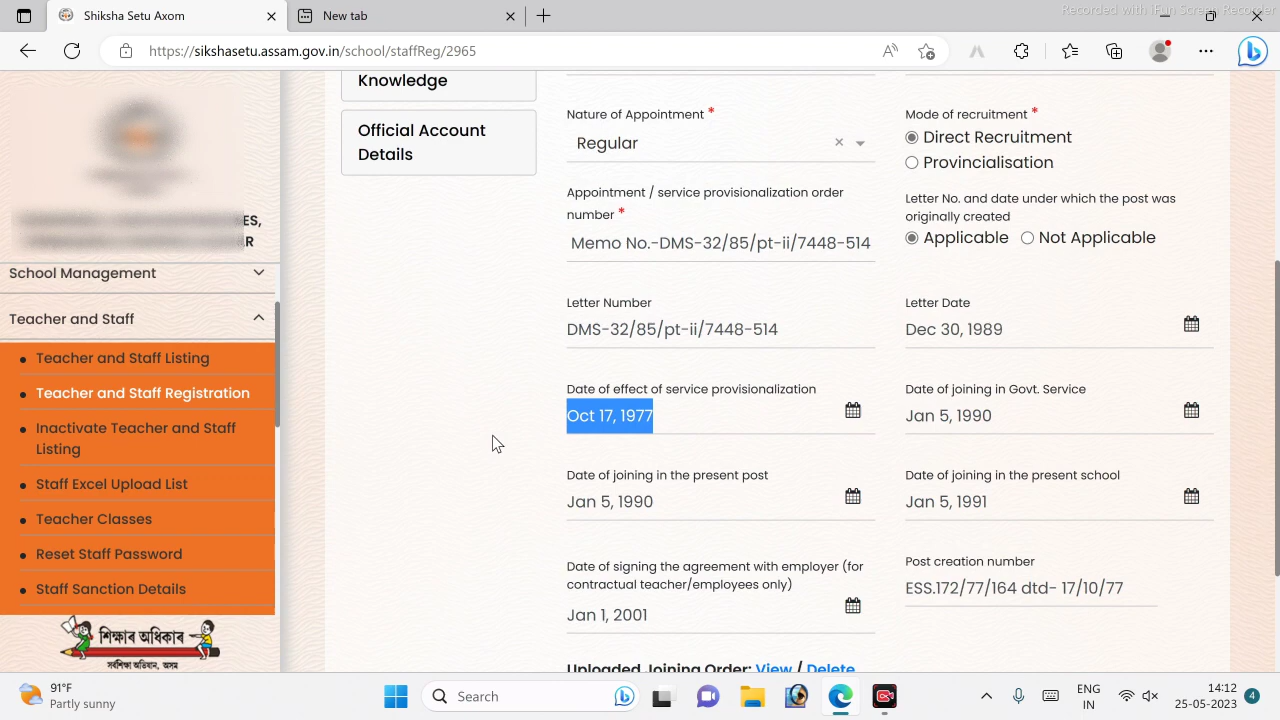 Recorded with iFun Screen Recorder
Shiksha Setu Axom
New tab
https://sikshasetu.assam.gov.in/school/staffReg/2965
ES,
R
School Management
Teacher and Staff
Teacher and Staff Listing
Teacher and Staff Registration
Inactivate Teacher and Staff
Listing
Staff Excel Upload List
Teacher Classes
Reset Staff Password
Staff Sanction Details
শিক্ষাৰ অধিকাৰ
সৰ্বশিক্ষা অভিযান, অসম
Knowledge
Official Account
Details
Nature of Appointment *
Regular
Mode of recruitment *
Direct Recruitment
Provincialisation
Appointment / service provisionalization order
number *
Memo No.-DMS-32/85/pt-ii/7448-514
Letter No. and date under which the post was
originally created
Applicable Not Applicable
Letter Number
DMS-32/85/pt-ii/7448-514
Letter Date
Dec 30, 1989
Date of effect of service provisionalization
Oct 17, 1977
Date of joining in Govt. Service
Jan 5, 1990
Date of joining in the present post
Jan 5, 1990
Date of joining in the present school
Jan 5, 1991
Date of signing the agreement with employer (for
contractual teacher/employees only)
Jan 1, 2001
Post creation number
ESS.172/77/164 dtd- 17/10/77
Uploaded Joining Order: View / Delete
91°F
Partly sunny
Search
ENG
IN
14:12
25-05-2023
4